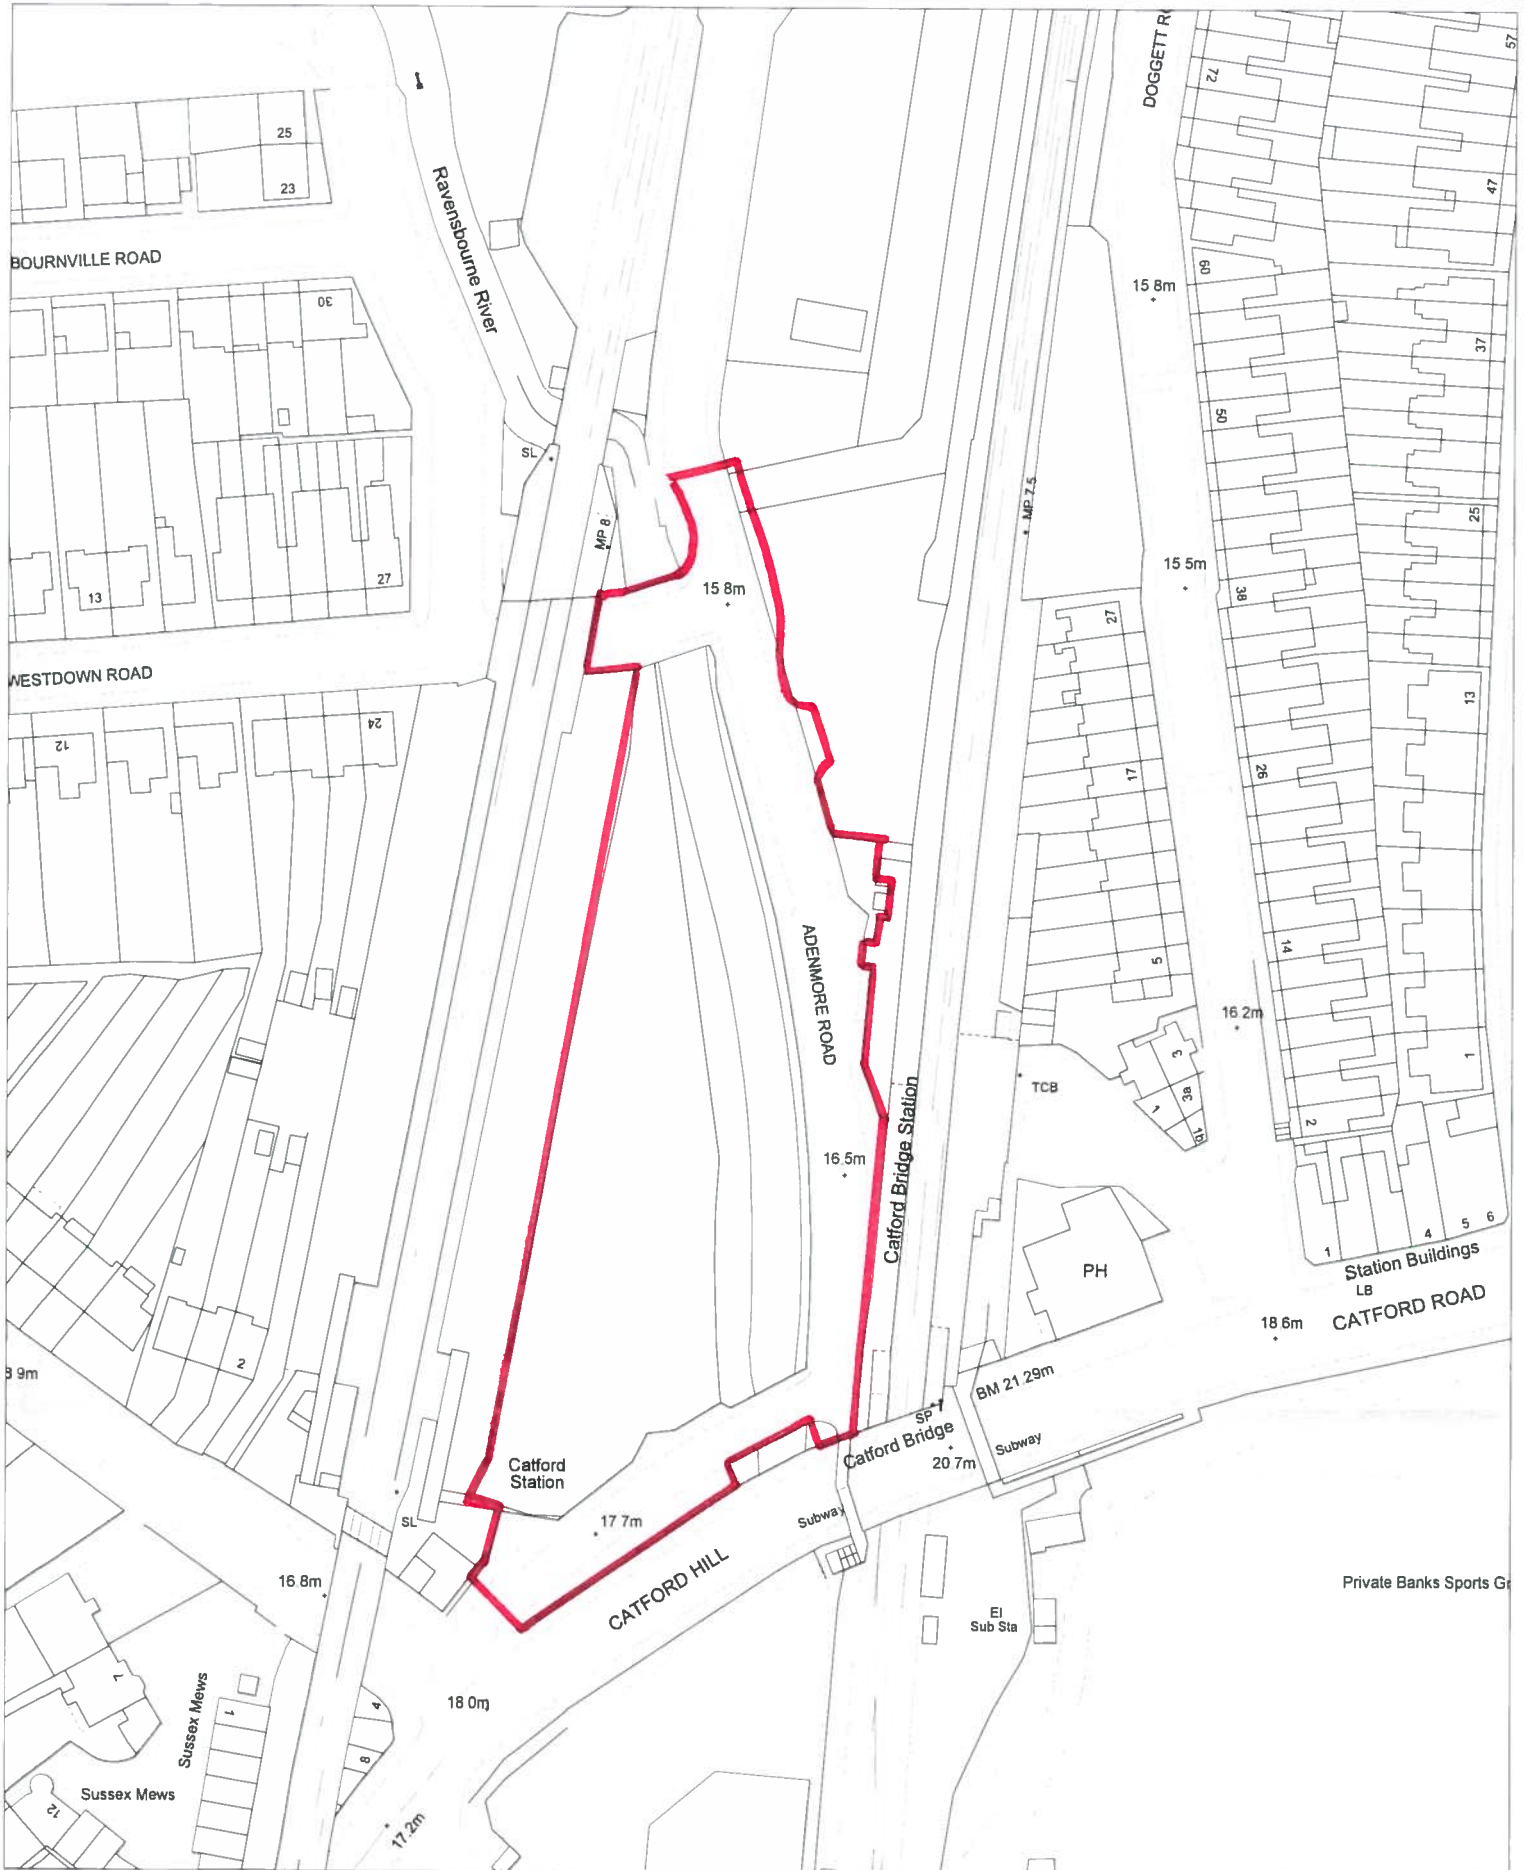 DOGGETT R
72
57
25
23
47
Ravensbourne River
BOURNVILLE ROAD
30
60
15 8m
37
50
SL
MP 7.5
25
MP 8
15 5m
15 8m
38
27
13
27
WESTDOWN ROAD
13
24
12
17
26
ADENMORE ROAD
14
5
16 2m
3
1
TCB
3a
1
1b
2
Catford Bridge Station
16.5m
1
4
5
6
PH
Station Buildings
LB
CATFORD ROAD
18 6m
2
8 9m
BM 21.29m
SP
Catford Bridge
Subway
20 7m
Catford
Station
SL
17 7m
Subway
CATFORD HILL
16.8m
Private Banks Sports Gr
El
Sub Sta
7
Sussex Mews
1
4
18 0m
8
Sussex Mews
12
17.2m